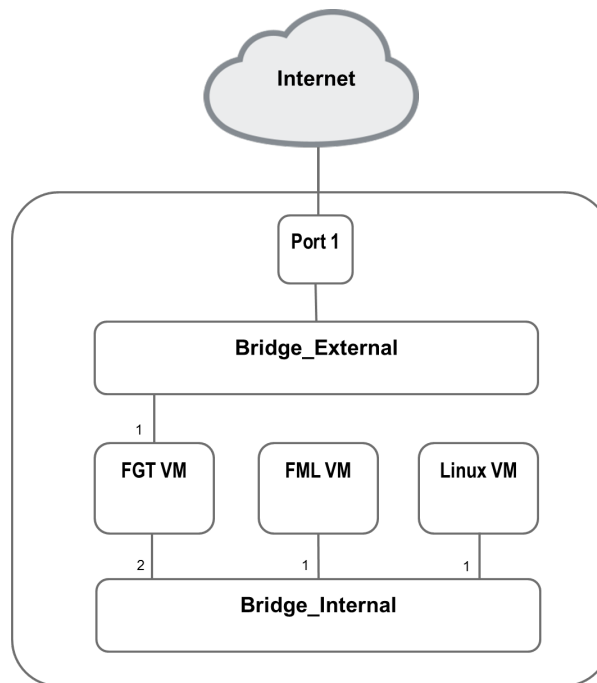 Internet
Port 1
Bridge_External
1
FGT VM
FML VM
Linux VM
2
1
1
Bridge_Internal